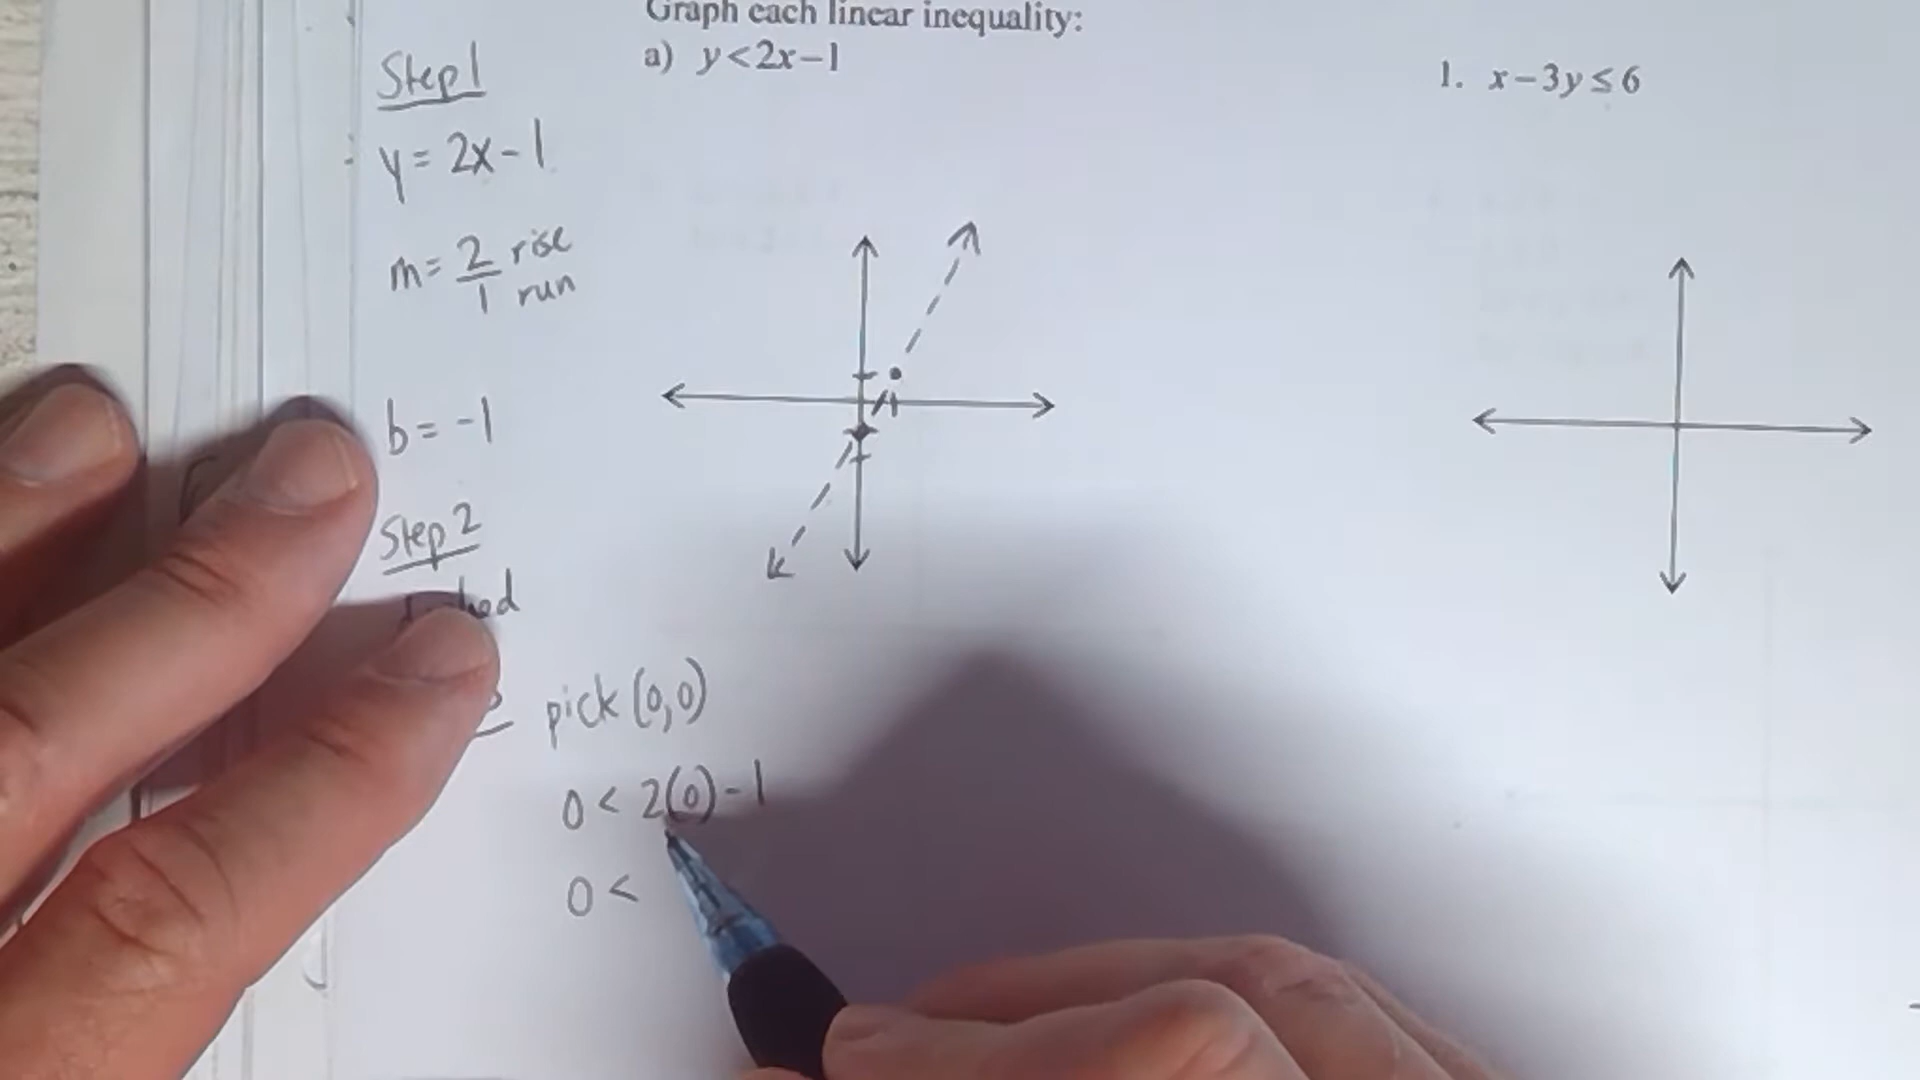 Graph each linear inequality:
a) y<2x−1
Step 1
y = 2x - 1
m = 2/1 rise/run
b = -1
Step 2
pick (0,0)
0 < 2(0) - 1
0 <
1. x−3y≤6